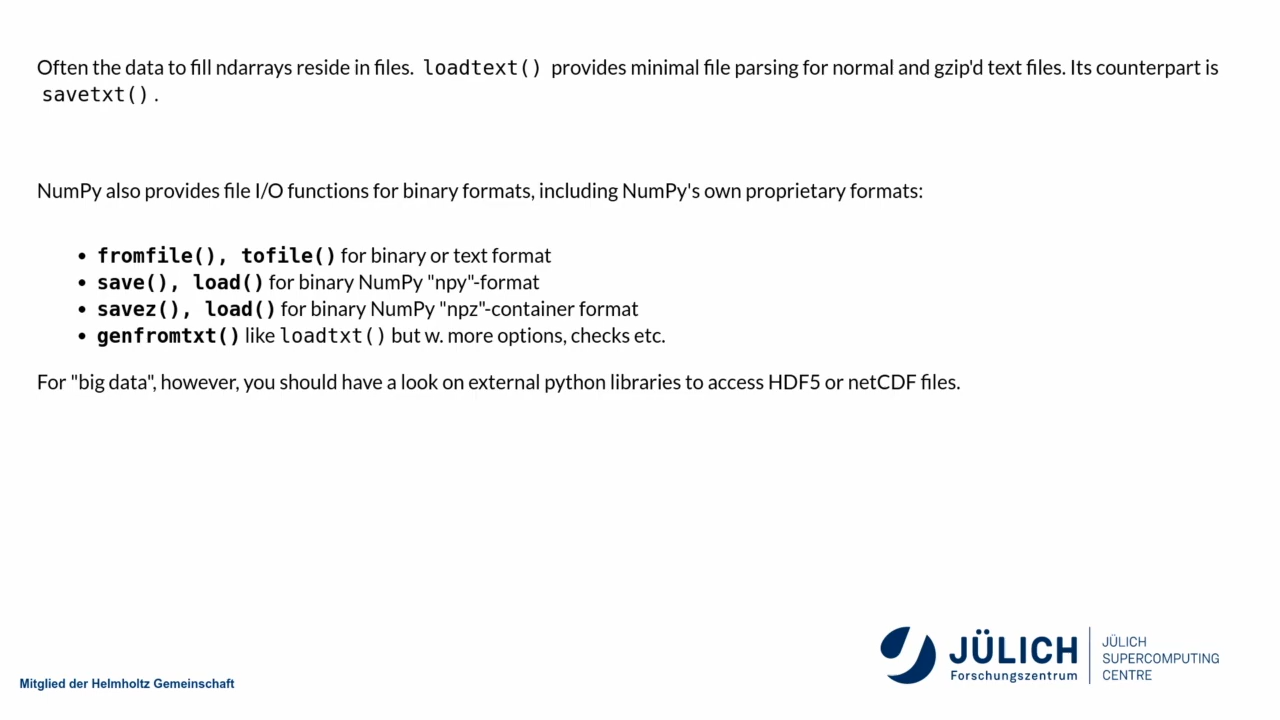 Often the data to fill ndarrays reside in files. loadtext() provides minimal file parsing for normal and gzip'd text files. Its counterpart is
savetxt().
NumPy also provides file I/O functions for binary formats, including NumPy's own proprietary formats:
• fromfile(), tofile() for binary or text format
• save(), load() for binary NumPy "npy"-format
• savez(), load() for binary NumPy "npz"-container format
• genfromtxt() like loadtxt() but w. more options, checks etc.
For "big data", however, you should have a look on external python libraries to access HDF5 or netCDF files.
Mitglied der Helmholtz Gemeinschaft
JÜLICH
Forschungszentrum
JÜLICH
SUPERCOMPUTING
CENTRE